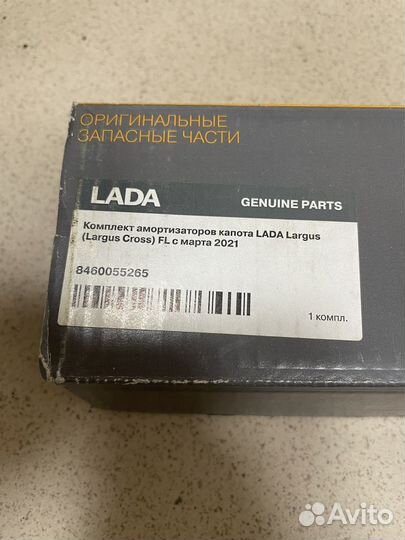 ОРИГИНАЛЬНЫЕ
ЗАПАСНЫЕ ЧАСТИ
LADA
GENUINE PARTS
Комплект амортизаторов капота LADA Largus
(Largus Cross) FL с марта 2021
8460055265
1 компл.
Avito